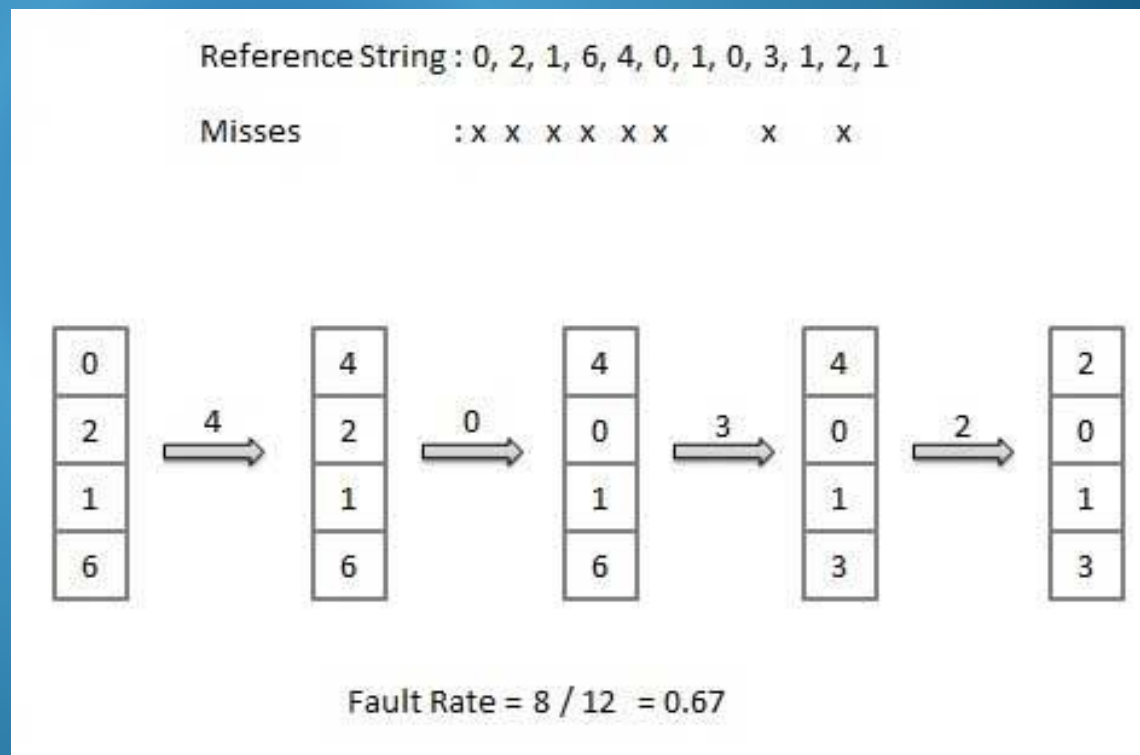 Reference String : 0, 2, 1, 6, 4, 0, 1, 0, 3, 1, 2, 1
Misses : x x x x x x x x
4 0 3 2
0 4 4 4 2
2 2 0 0 0
1 1 1 1 1
6 6 6 3 3
Fault Rate = 8 / 12 = 0.67